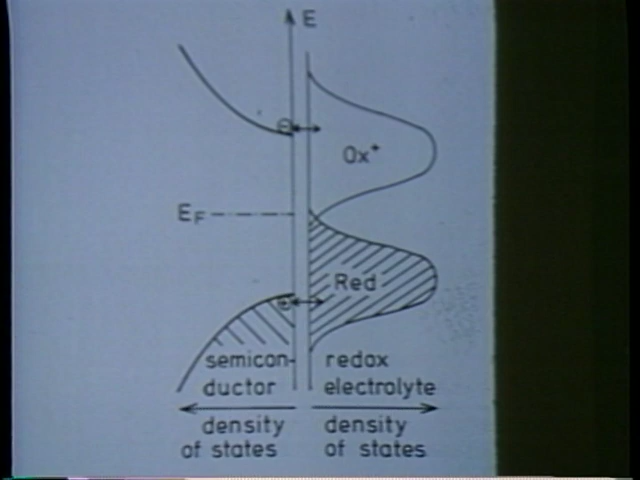 E
⊖
Ox⁺
E_F
Red
⊕
semicon-
ductor
redox
electrolyte
density
of states
density
of states